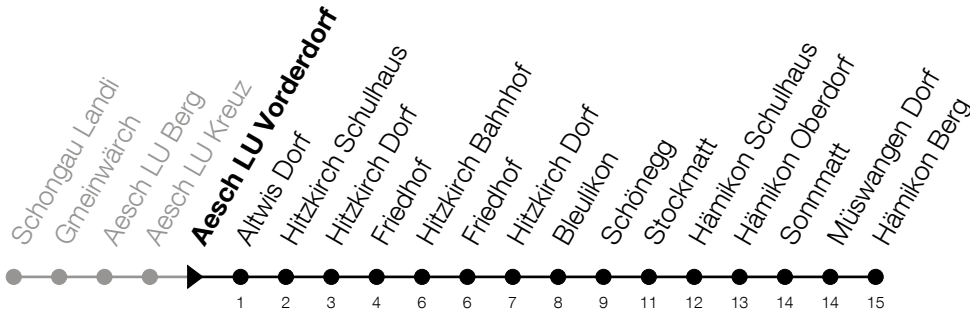 Schongau Landi
Gmeinwärch
Aesch LU Berg
Aesch LU Kreuz
Aesch LU Vorderdorf
Altwis Dorf
Hitzkirch Schulhaus
Hitzkirch Dorf
Friedhof
Hitzkirch Bahnhof
Friedhof
Hitzkirch Dorf
Bleulikon
Schönegg
Stockmatt
Hämikon Schulhaus
Hämikon Oberdorf
Sonnmatt
Müswangen Dorf
Hämikon Berg
1 2 3 4 6 6 7 8 9 11 12 13 14 14 15